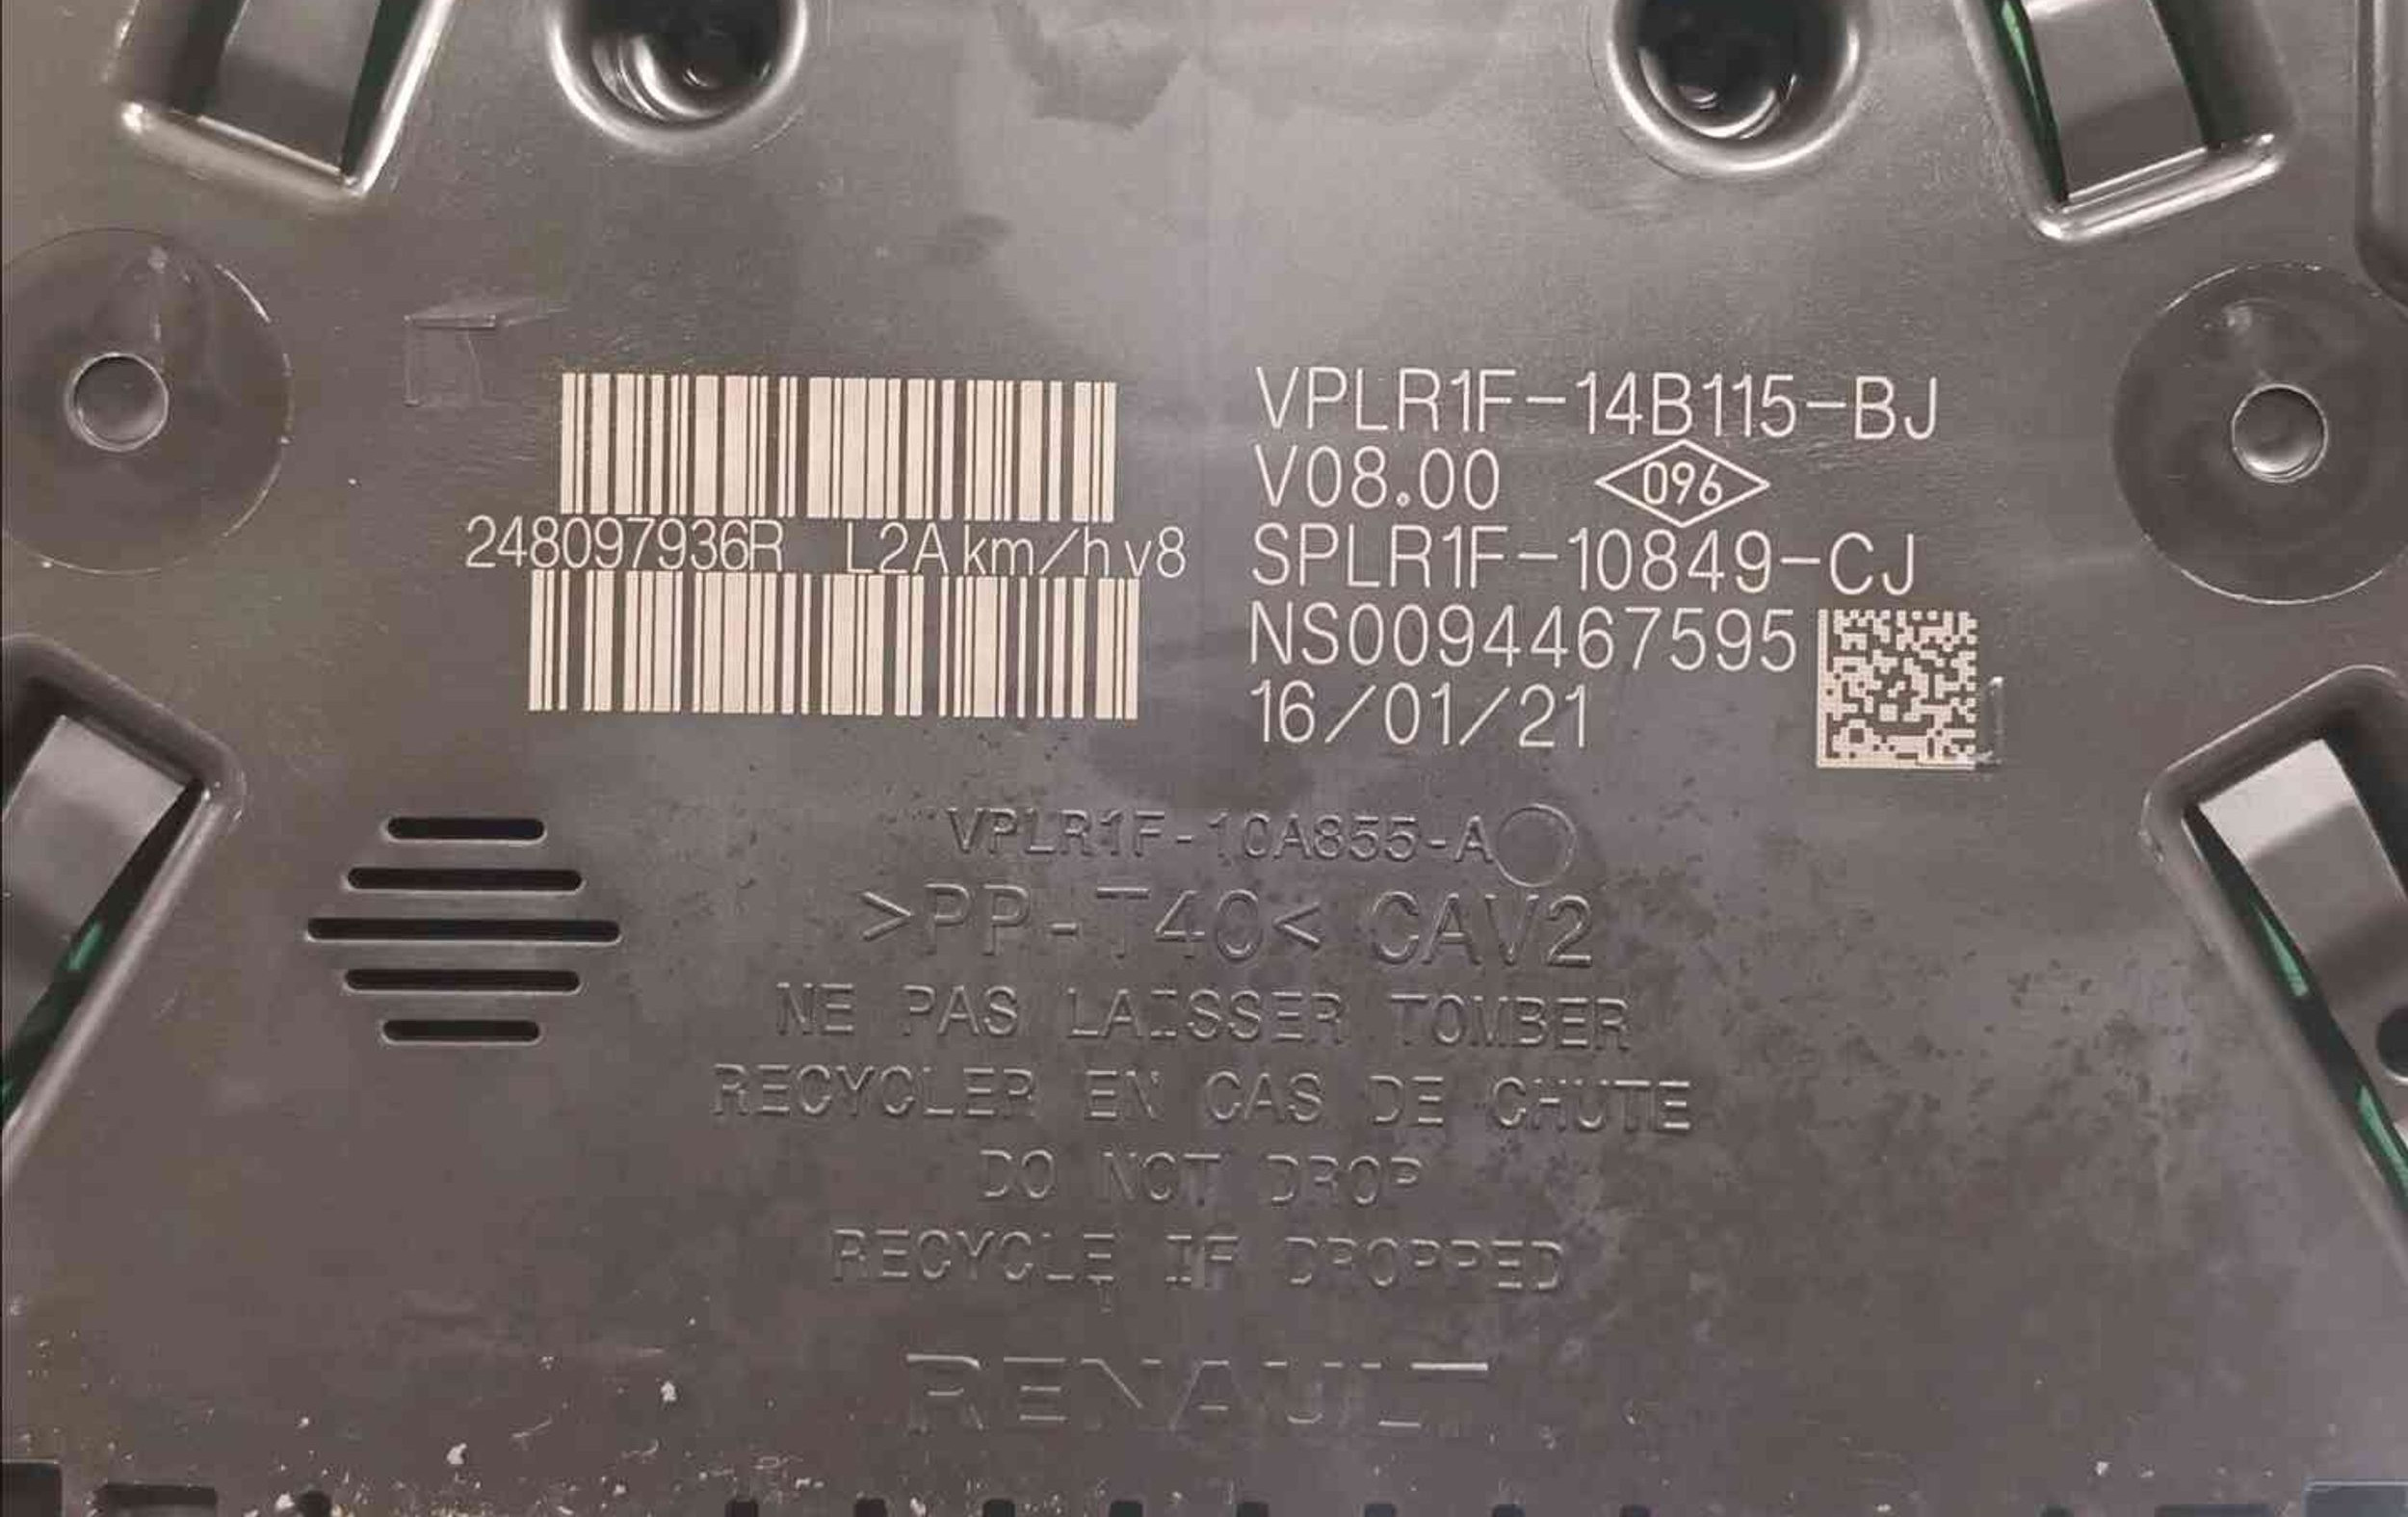 248097936R L2A km/h v8
VPLR1F-14B115-BJ
V08.00 096
SPLR1F-10849-CJ
NS0094467595
16/01/21
VPLR1F-10A855-A
>PP-T40< CAV2
NE PAS LAISSER TOMBER
RECYCLER EN CAS DE CHUTE
DO NOT DROP
RECYCLE IF DROPPED
RENAULT